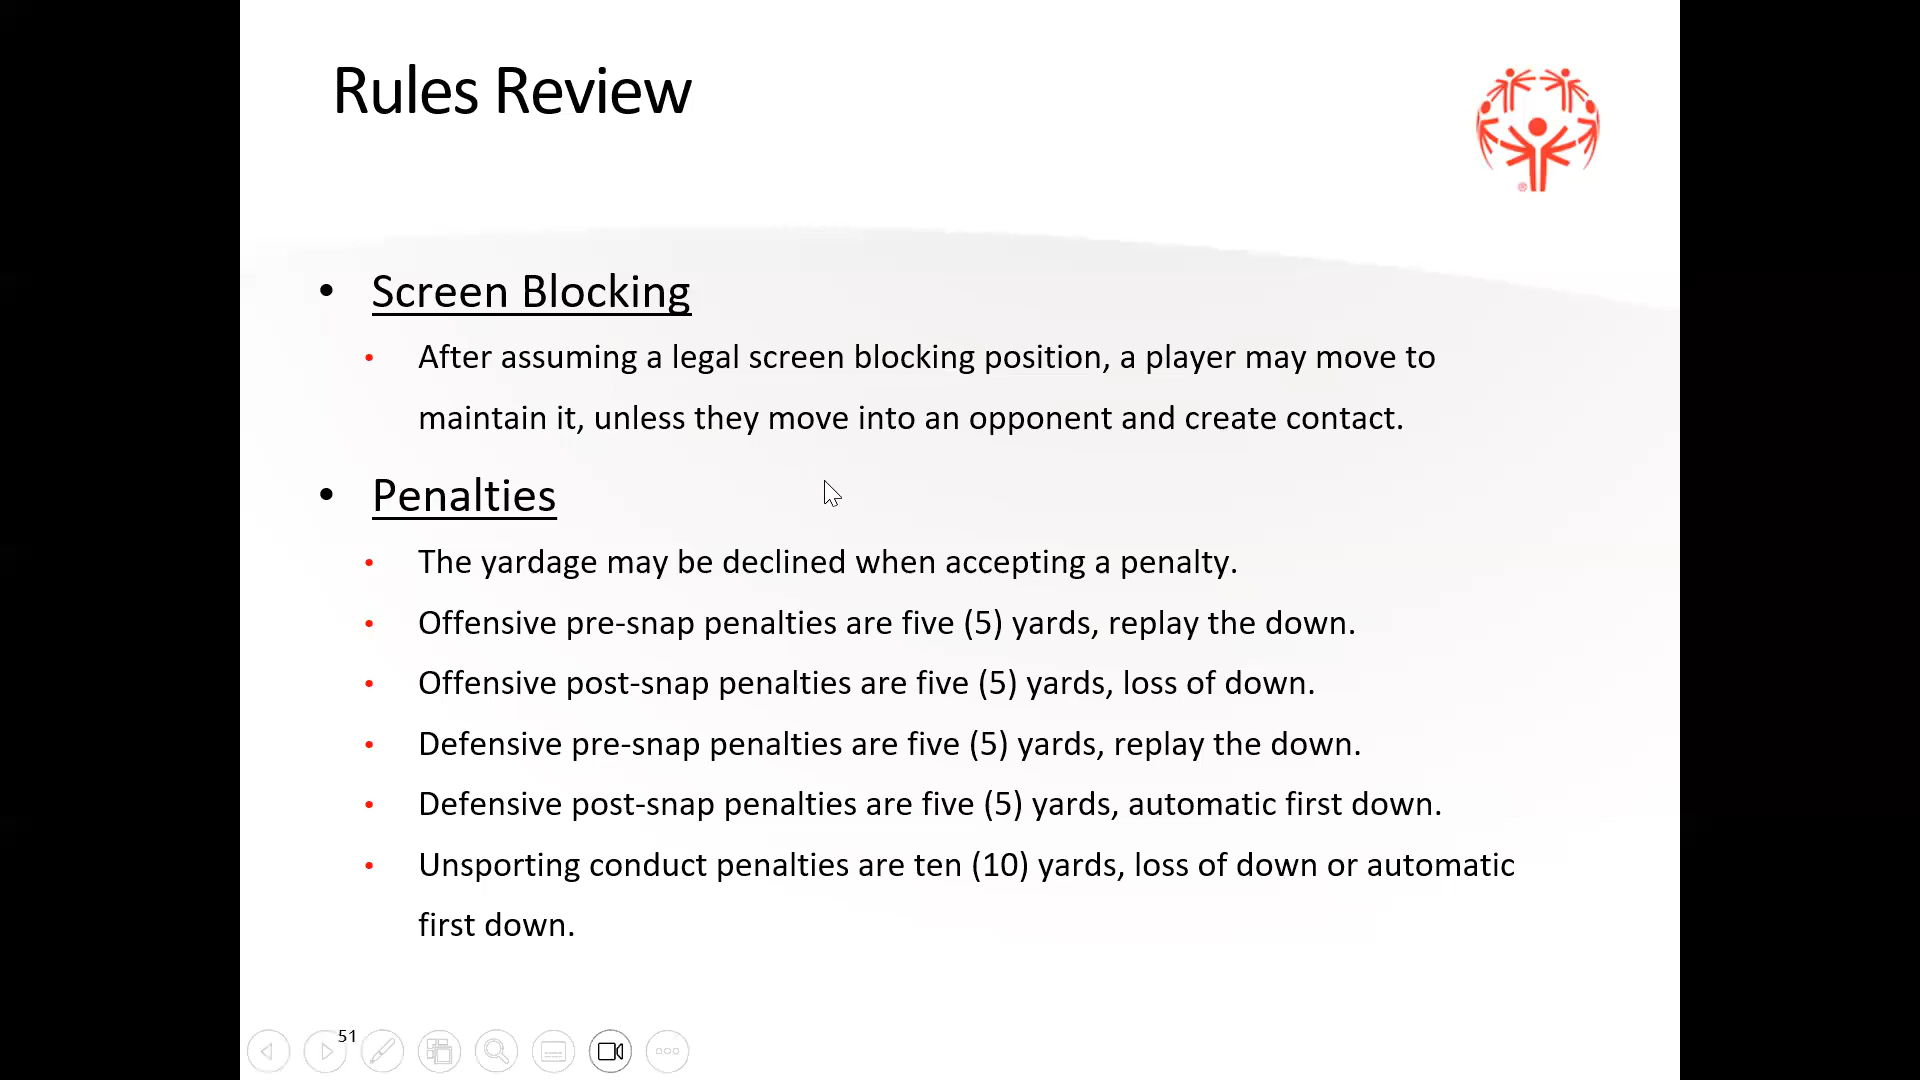 Rules Review
®
• Screen Blocking
• After assuming a legal screen blocking position, a player may move to
maintain it, unless they move into an opponent and create contact.
• Penalties
• The yardage may be declined when accepting a penalty.
• Offensive pre-snap penalties are five (5) yards, replay the down.
• Offensive post-snap penalties are five (5) yards, loss of down.
• Defensive pre-snap penalties are five (5) yards, replay the down.
• Defensive post-snap penalties are five (5) yards, automatic first down.
• Unsporting conduct penalties are ten (10) yards, loss of down or automatic
first down.
51